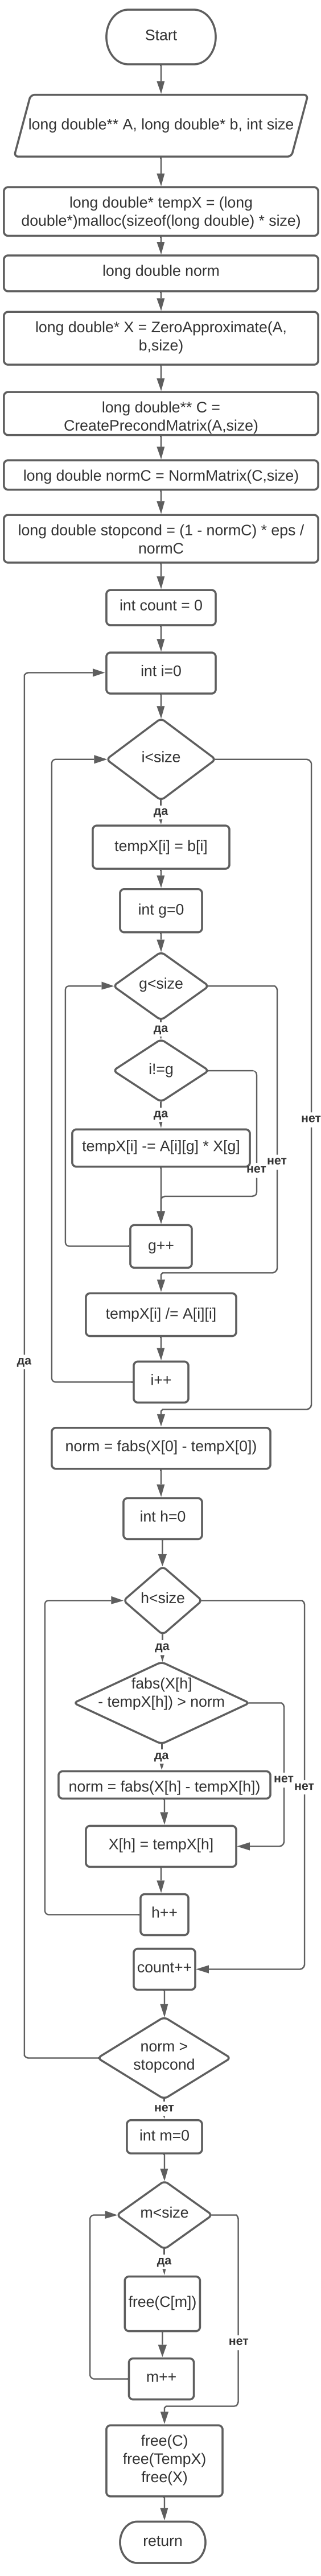 Start
long double** A, long double* b, int size
long double* tempX = (long
double*)malloc(sizeof(long double) * size)
long double norm
long double* X = ZeroApproximate(A,
b,size)
long double** C =
CreatePrecondMatrix(A,size)
long double normC = NormMatrix(C,size)
long double stopcond = (1 - normC) * eps /
normC
int count = 0
int i=0
i<size
да
tempX[i] = b[i]
int g=0
g<size
да
i!=g
да
нет
tempX[i] -= A[i][g] * X[g]
нет
нет
g++
tempX[i] /= A[i][i]
да
i++
norm = fabs(X[0] - tempX[0])
int h=0
h<size
да
fabs(X[h]
- tempX[h]) > norm
да
нет
нет
norm = fabs(X[h] - tempX[h])
X[h] = tempX[h]
h++
count++
norm >
stopcond
нет
int m=0
m<size
да
free(C[m])
нет
m++
free(C)
free(TempX)
free(X)
return